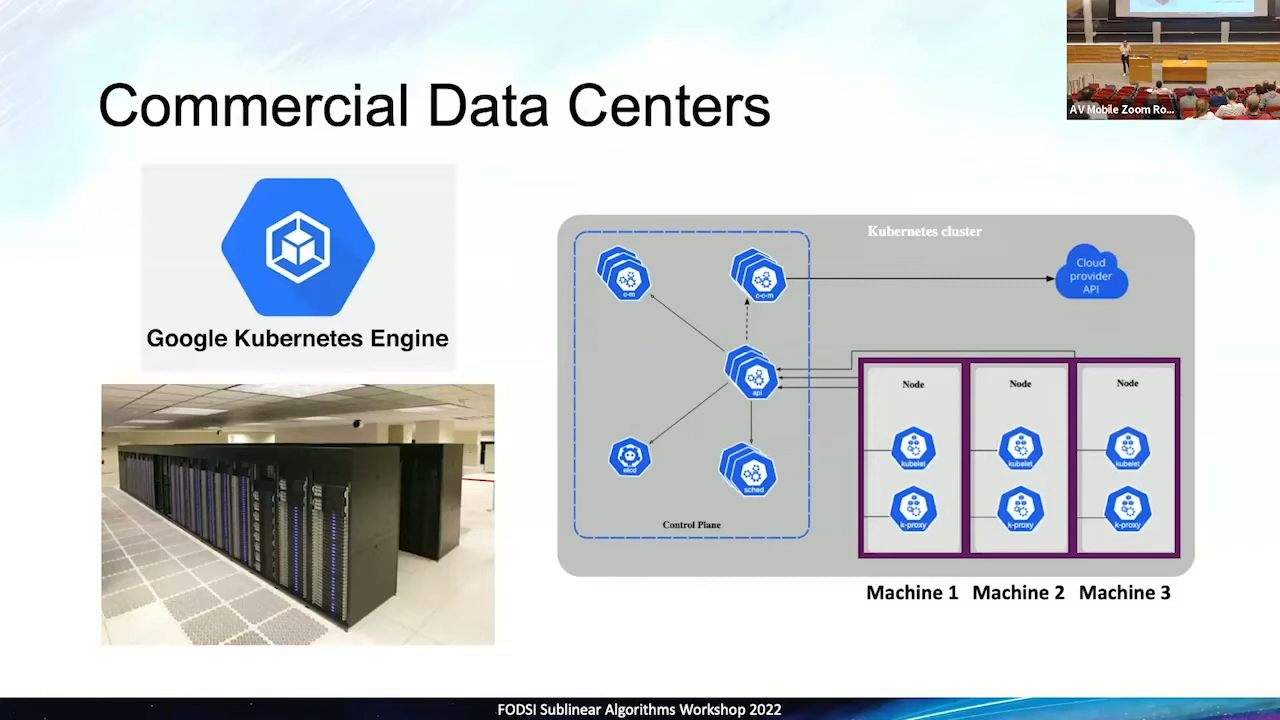 AV Mobile Zoom Ro...
Commercial Data Centers
Google Kubernetes Engine
Kubernetes cluster
c-m
c-c-m
Cloud
provider
API
api
etcd
sched
Control Plane
Node
Node
Node
kubelet
kubelet
kubelet
k-proxy
k-proxy
k-proxy
Machine 1
Machine 2
Machine 3
FODSI Sublinear Algorithms Workshop 2022